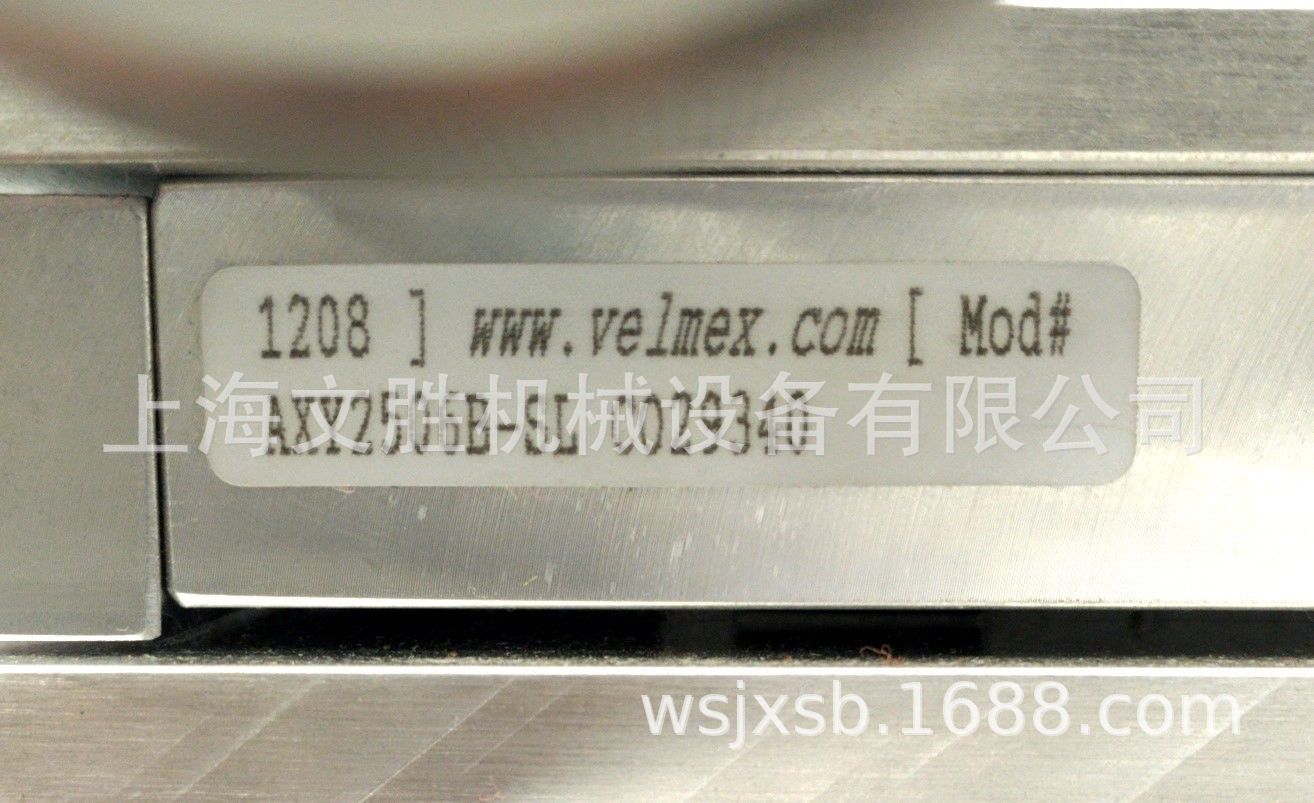 1208 ] www.velmex.com [ Mod#
上海文胜机械设备有限公司
wsjxsb.1688.com